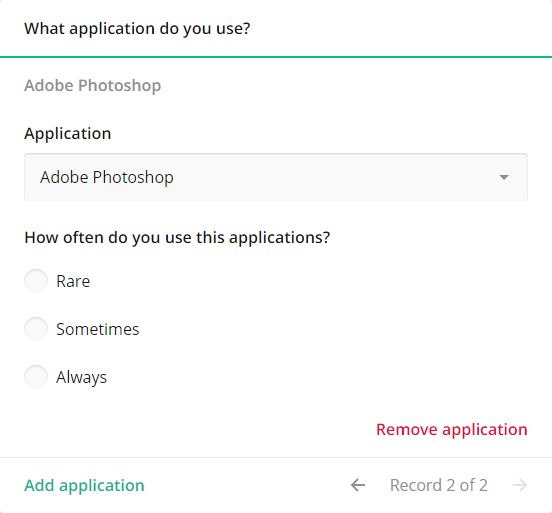 What application do you use?
Adobe Photoshop
Application
Adobe Photoshop
How often do you use this applications?
Rare
Sometimes
Always
Remove application
Add application
Record 2 of 2